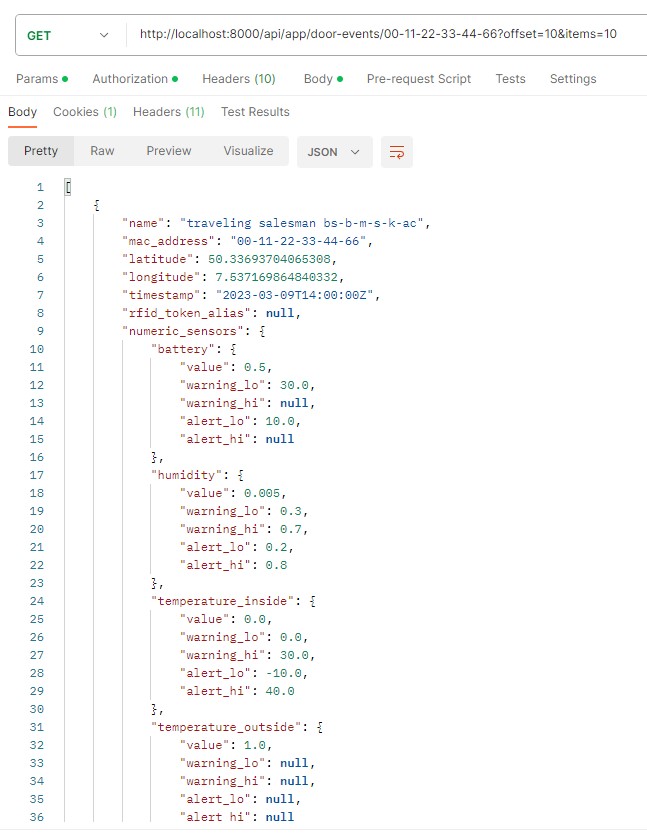 GET http://localhost:8000/api/app/door-events/00-11-22-33-44-66?offset=10&items=10
Params Authorization Headers (10) Body Pre-request Script Tests Settings
Body Cookies (1) Headers (11) Test Results
Pretty Raw Preview Visualize JSON
1 [
2 {
3 "name": "traveling salesman bs-b-m-s-k-ac",
4 "mac_address": "00-11-22-33-44-66",
5 "latitude": 50.33693704065308,
6 "longitude": 7.537169864840332,
7 "timestamp": "2023-03-09T14:00:00Z",
8 "rfid_token_alias": null,
9 "numeric_sensors": {
10 "battery": {
11 "value": 0.5,
12 "warning_lo": 30.0,
13 "warning_hi": null,
14 "alert_lo": 10.0,
15 "alert_hi": null
16 },
17 "humidity": {
18 "value": 0.005,
19 "warning_lo": 0.3,
20 "warning_hi": 0.7,
21 "alert_lo": 0.2,
22 "alert_hi": 0.8
23 },
24 "temperature_inside": {
25 "value": 0.0,
26 "warning_lo": 0.0,
27 "warning_hi": 30.0,
28 "alert_lo": -10.0,
29 "alert_hi": 40.0
30 },
31 "temperature_outside": {
32 "value": 1.0,
33 "warning_lo": null,
34 "warning_hi": null,
35 "alert_lo": null,
36 "alert_hi": null